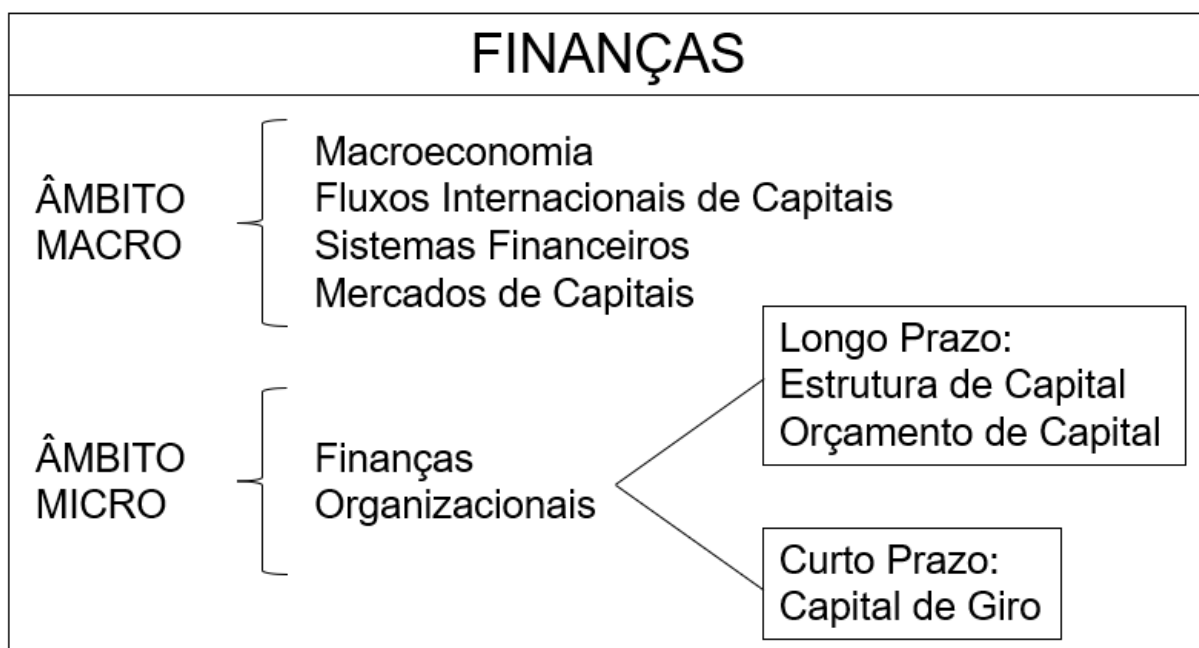 FINANÇAS
ÂMBITO
MACRO
Macroeconomia
Fluxos Internacionais de Capitais
Sistemas Financeiros
Mercados de Capitais
ÂMBITO
MICRO
Finanças
Organizacionais
Longo Prazo:
Estrutura de Capital
Orçamento de Capital
Curto Prazo:
Capital de Giro